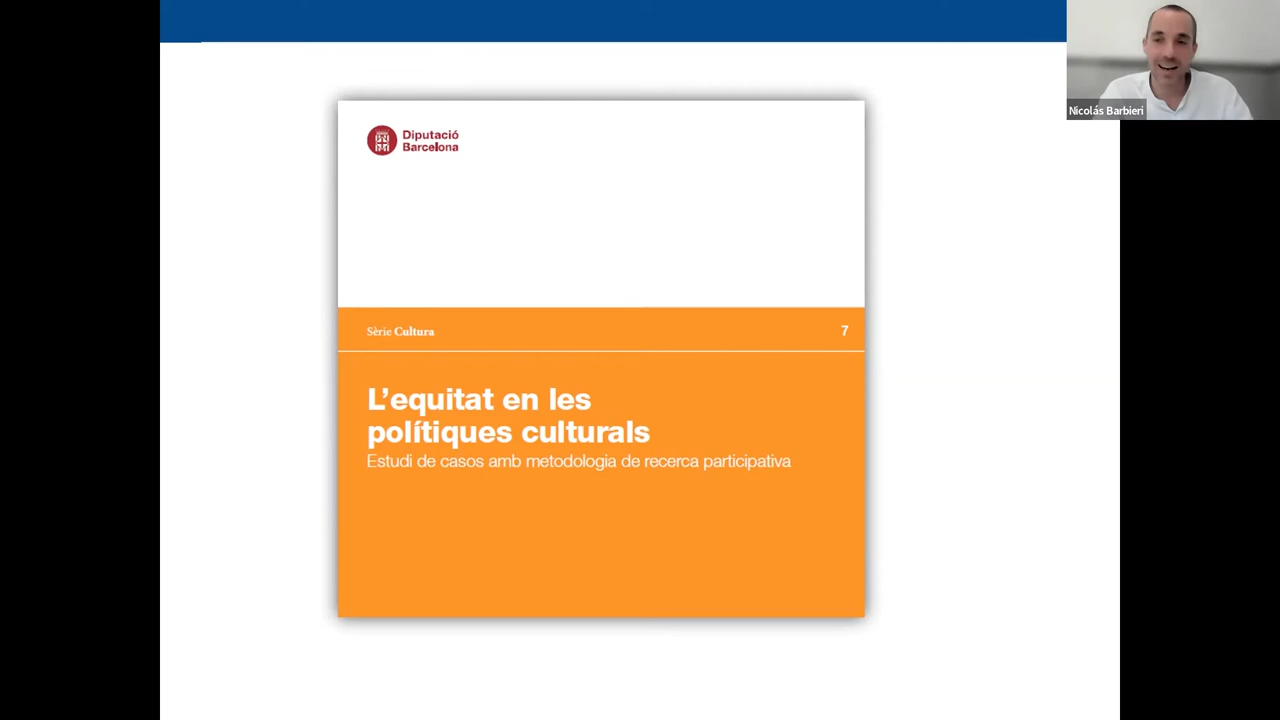 Diputació
Barcelona
Sèrie Cultura
7
L'equitat en les
polítiques culturals
Estudi de casos amb metodologia de recerca participativa
Nicolás Barbieri